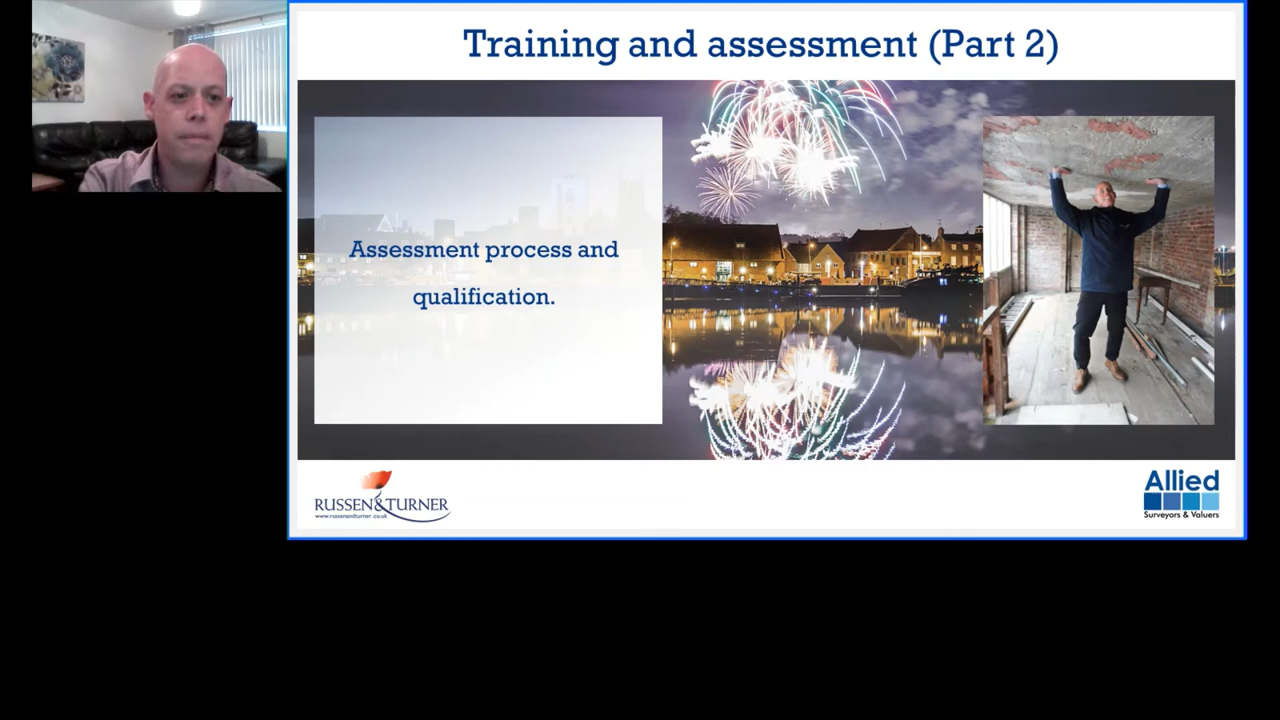 Training and assessment (Part 2)
Assessment process and
qualification.
RUSSEN&TURNER
www.russenandturner.co.uk
Allied
Surveyors & Valuers